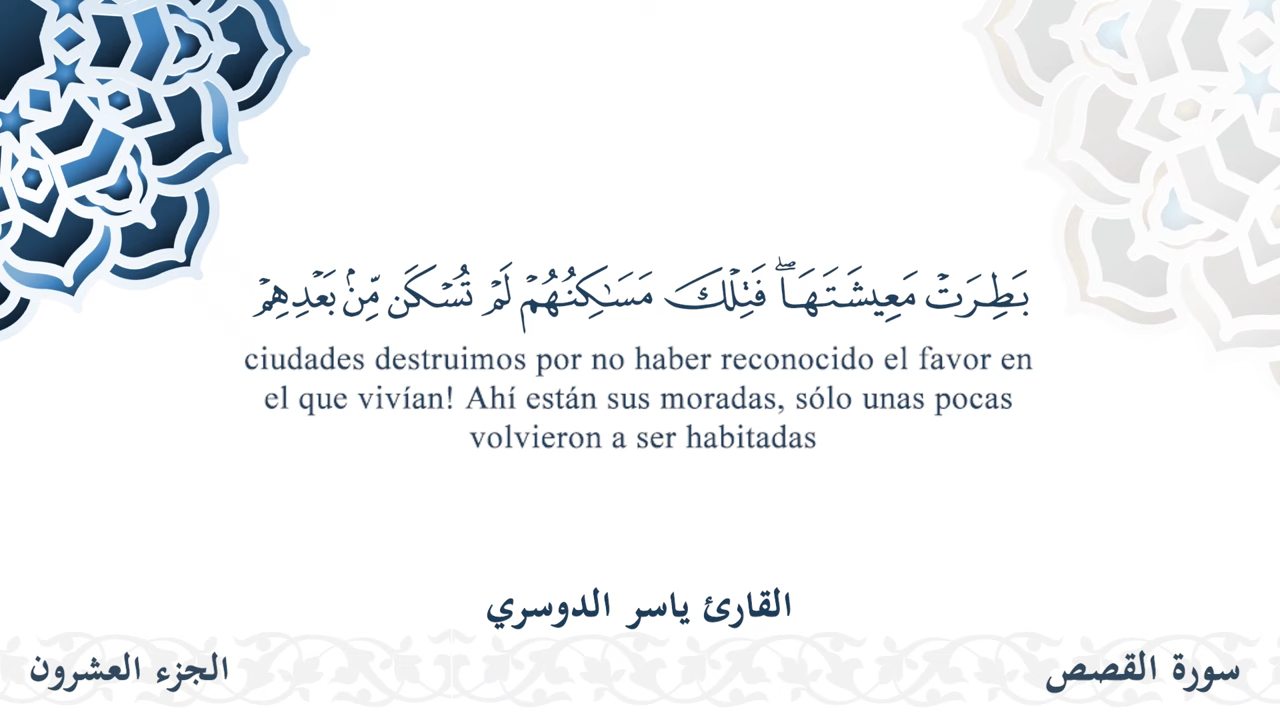 بَطِرَتْ مَعِيشَتَهَاۖ فَتِلْكَ مَسَٰكِنُهُمْ لَمْ تُسْكَن مِّنۢ بَعْدِهِمْ
ciudades destruimos por no haber reconocido el favor en
el que vivían! Ahí están sus moradas, sólo unas pocas
volvieron a ser habitadas
القارئ ياسر الدوسري
سورة القصص
الجزء العشرون